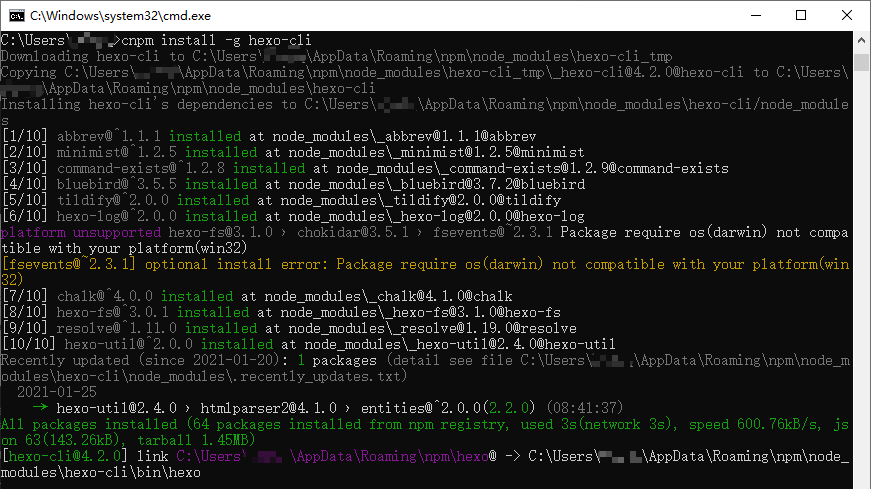 C:\Windows\system32\cmd.exe
C:\Users\ >cnpm install -g hexo-cli
Downloading hexo-cli to C:\Users\ \AppData\Roaming\npm\node_modules\hexo-cli_tmp
Copying C:\Users\ \AppData\Roaming\npm\node_modules\hexo-cli_tmp\_hexo-cli@4.2.0@hexo-cli to C:\Users\
\AppData\Roaming\npm\node_modules\hexo-cli
Installing hexo-cli's dependencies to C:\Users\ \AppData\Roaming\npm\node_modules\hexo-cli/node_module
s
[1/10] abbrev@^1.1.1 installed at node_modules\_abbrev@1.1.1@abbrev
[2/10] minimist@^1.2.5 installed at node_modules\_minimist@1.2.5@minimist
[3/10] command-exists@^1.2.8 installed at node_modules\_command-exists@1.2.9@command-exists
[4/10] bluebird@^3.5.5 installed at node_modules\_bluebird@3.7.2@bluebird
[5/10] tildify@^2.0.0 installed at node_modules\_tildify@2.0.0@tildify
[6/10] hexo-log@^2.0.0 installed at node_modules\_hexo-log@2.0.0@hexo-log
platform unsupported hexo-fs@3.1.0 › chokidar@3.5.1 › fsevents@~2.3.1 Package require os(darwin) not compa
tible with your platform(win32)
[fsevents@~2.3.1] optional install error: Package require os(darwin) not compatible with your platform(win
32)
[7/10] chalk@^4.0.0 installed at node_modules\_chalk@4.1.0@chalk
[8/10] hexo-fs@^3.0.1 installed at node_modules\_hexo-fs@3.1.0@hexo-fs
[9/10] resolve@^1.11.0 installed at node_modules\_resolve@1.19.0@resolve
[10/10] hexo-util@^2.0.0 installed at node_modules\_hexo-util@2.4.0@hexo-util
Recently updated (since 2021-01-20): 1 packages (detail see file C:\Users\ \AppData\Roaming\npm\node_m
odules\hexo-cli\node_modules\.recently_updates.txt)
2021-01-25
→ hexo-util@2.4.0 › htmlparser2@4.1.0 › entities@^2.0.0(2.2.0) (08:41:37)
All packages installed (64 packages installed from npm registry, used 3s(network 3s), speed 600.76kB/s, js
on 63(143.26kB), tarball 1.45MB)
[hexo-cli@4.2.0] link C:\Users\ \AppData\Roaming\npm\hexo@ -> C:\Users\ \AppData\Roaming\npm\node_
modules\hexo-cli\bin\hexo